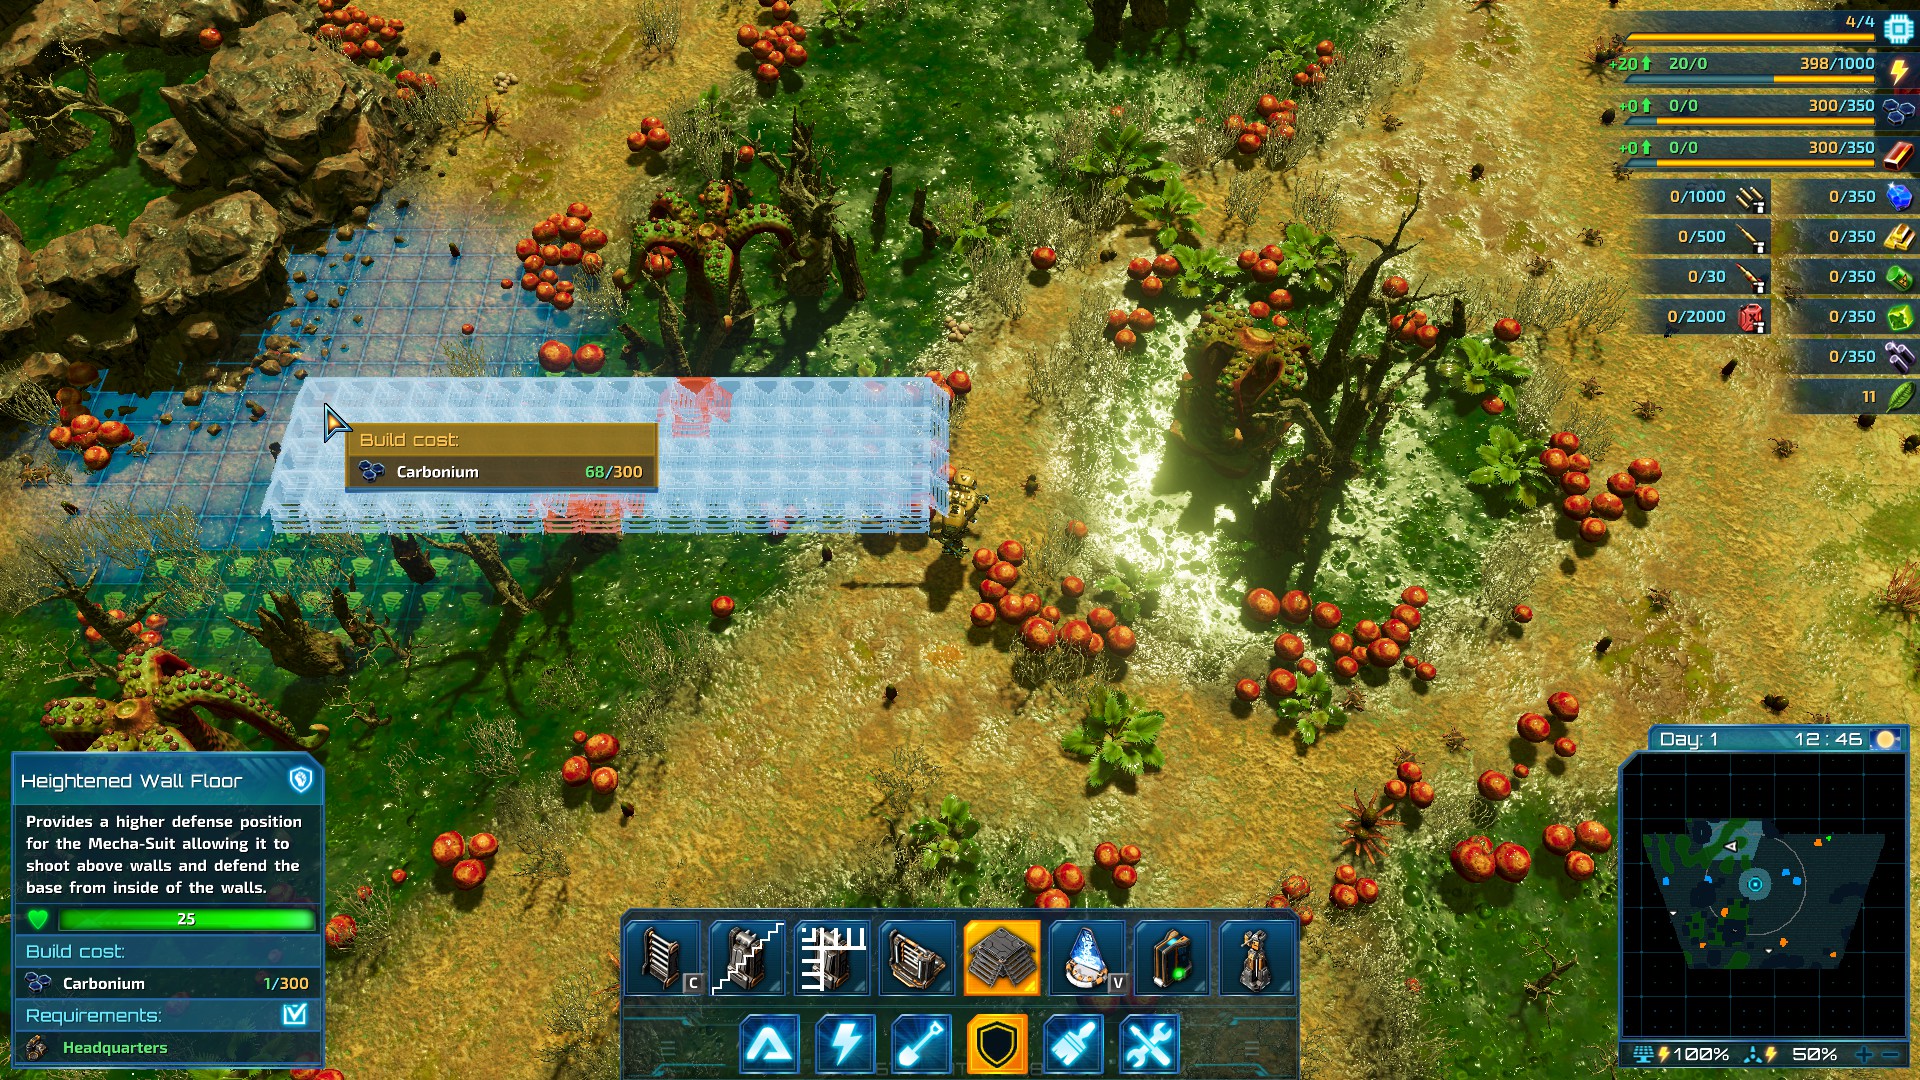 4/4
+20 20/0 398/1000
+0 0/0 300/350
+0 0/0 300/350
0/1000 0/350
0/500 0/350
0/30 0/350
0/2000 0/350
0/350
11
Build cost:
Carbonium 68/300
Heightened Wall Floor
Provides a higher defense position
for the Mecha-Suit allowing it to
shoot above walls and defend the
base from inside of the walls.
25
Build cost:
Carbonium 1/300
Requirements:
Headquarters
C
V
Day: 1 12:46
100% 50%